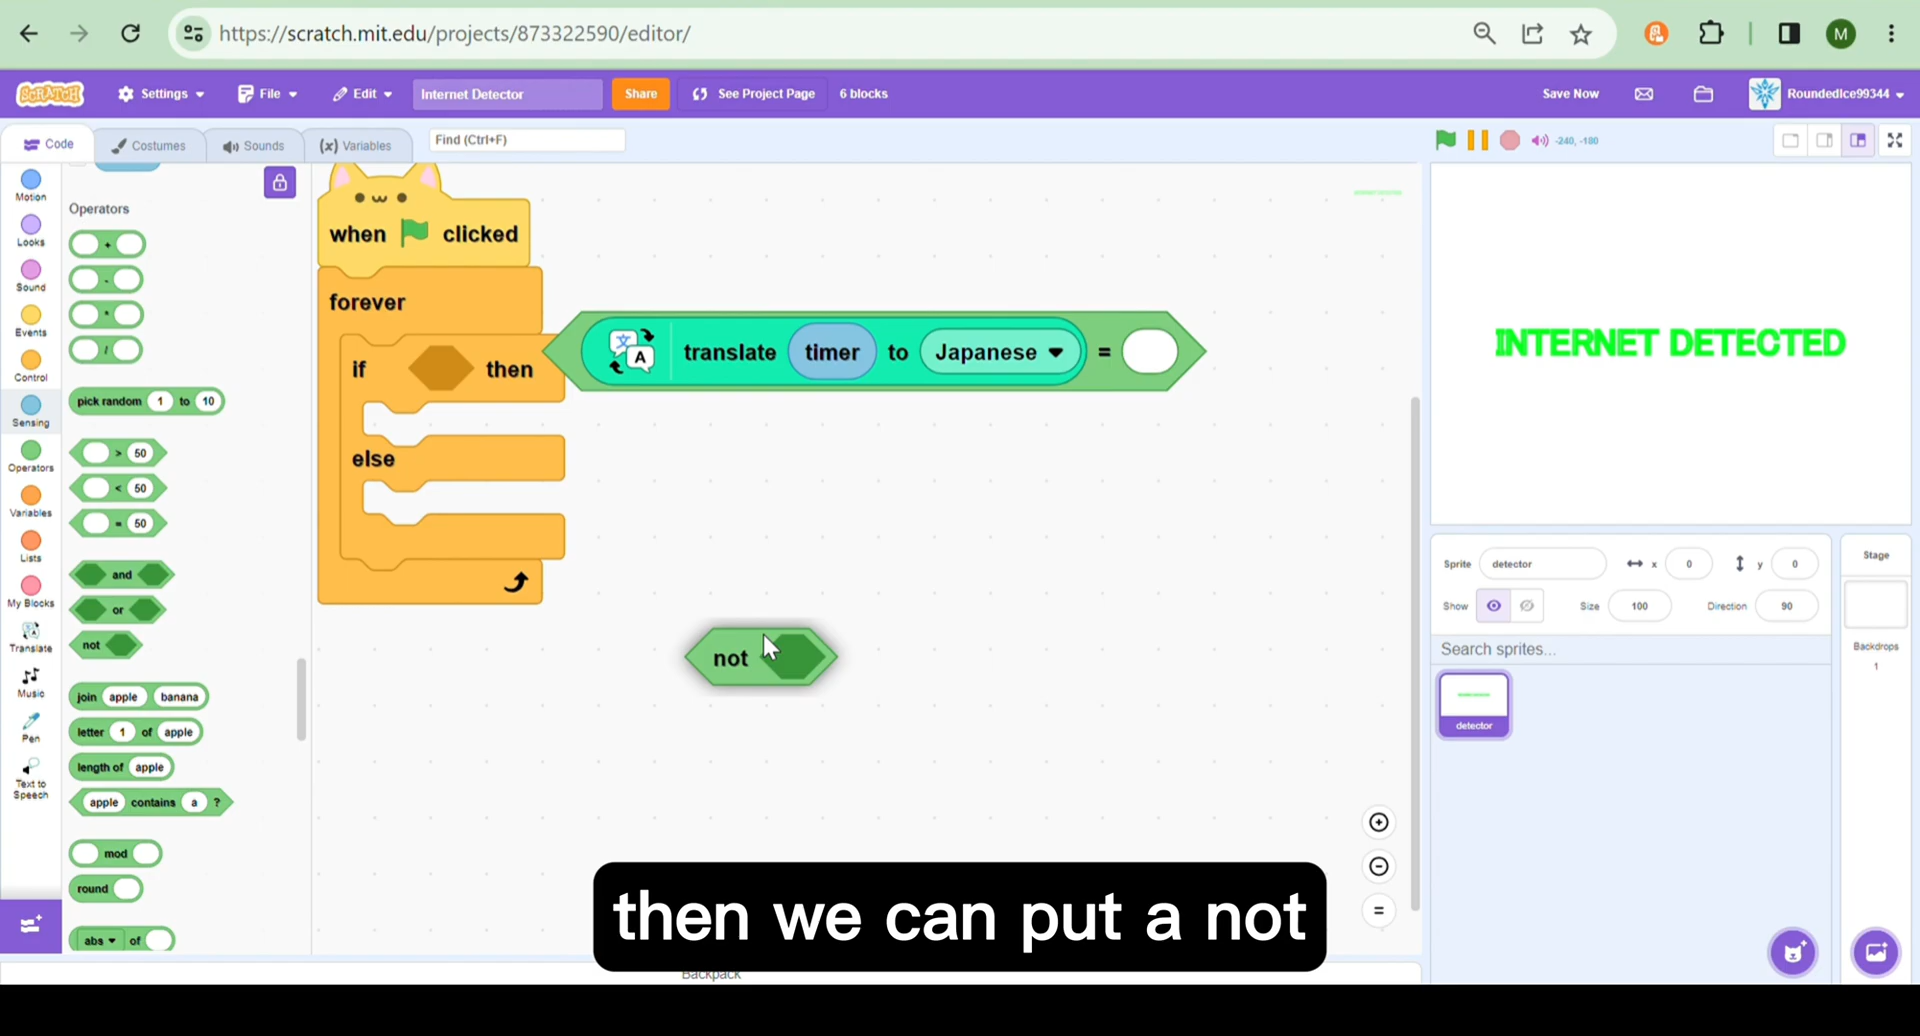 https://scratch.mit.edu/projects/873322590/editor/
M
SCRATCH
Settings
File
Edit
Internet Detector
Share
See Project Page
6 blocks
Save Now
RoundedIce99344
Code
Costumes
Sounds
(x) Variables
Find (Ctrl+F)
-240, -180
Motion
Looks
Sound
Events
Control
Sensing
Operators
Variables
Lists
My Blocks
Translate
Music
Pen
Text to
Speech
Operators
+
-
*
/
pick random 1 to 10
> 50
< 50
= 50
and
or
not
join apple banana
letter 1 of apple
length of apple
apple contains a ?
mod
round
abs of
when clicked
forever
if then
else
文 A translate timer to Japanese =
not
INTERNET DETECTED
Sprite detector x 0 y 0
Show Size 100 Direction 90
Search sprites...
detector
Stage
Backdrops
1
then we can put a not
Backpack